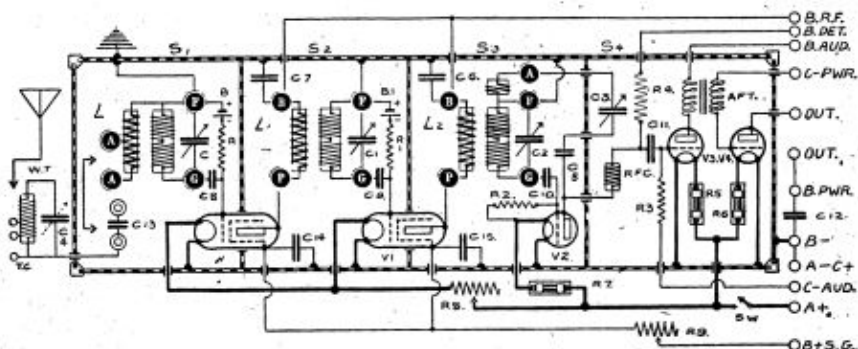 S1 S2 S3 S4
B.R.F.
B.DET.
B.AUD.
C-PWR.
OUT.
OUT.
B.PWR.
C12.
B-
A-C+
C-AUD.
A+
B+S.G.
W.T
C4
T.C
L
A
A
C13
F
C
G
B
R
C8
C7
L1
B
P
F
C1
G
B1
R1
C9
C14
V1
C6
L2
B
P
A
F
C2
G
C10
R2
V2
C15
C3
C5
RFC
R4
C11
R3
AFT.
V3.V4
R5
R6
R7
R8
R9
SW